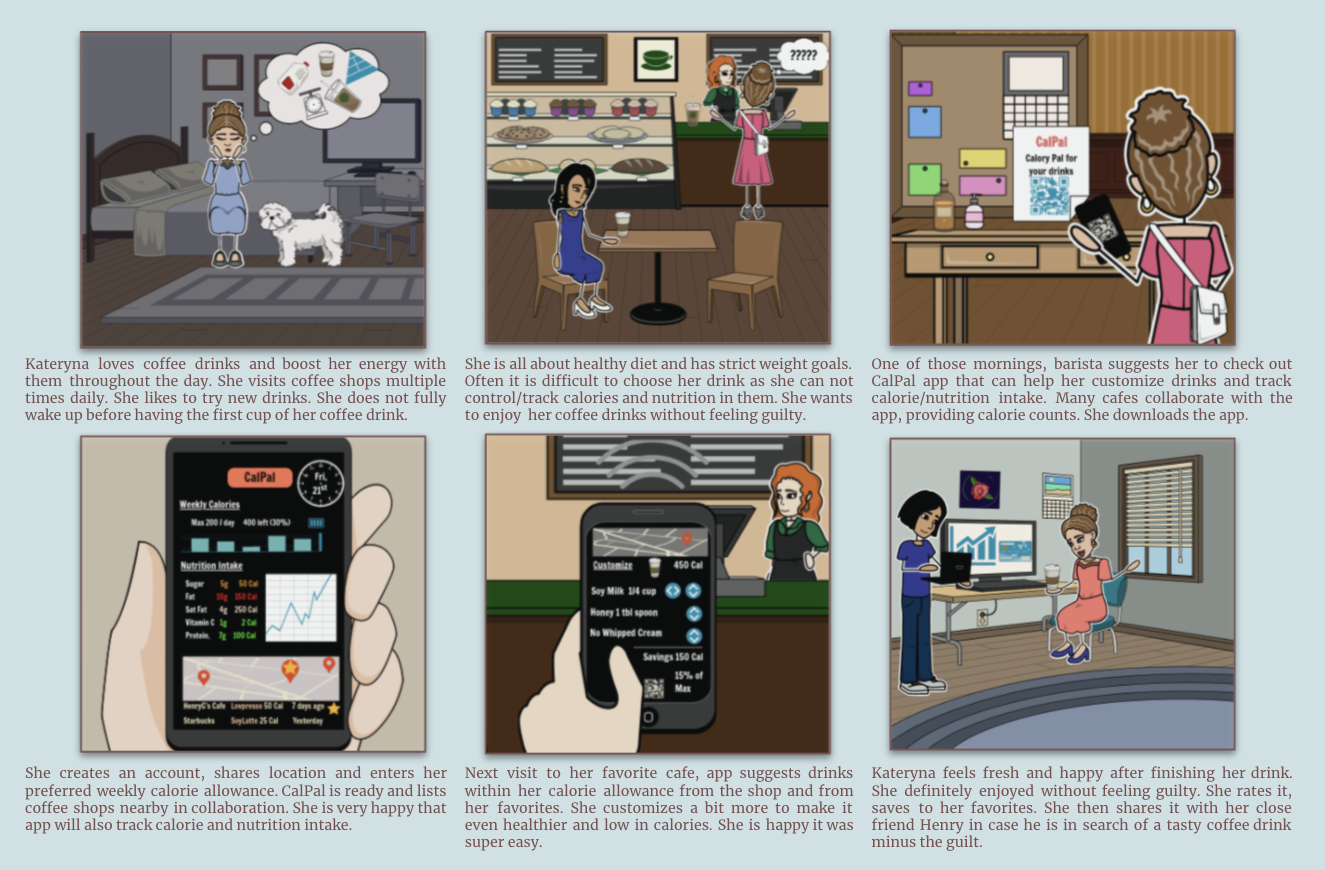 ?????
CalPal
Calory Pal for
your drinks
Kateryna loves coffee drinks and boost her energy with
them throughout the day. She visits coffee shops multiple
times daily. She likes to try new drinks. She does not fully
wake up before having the first cup of her coffee drink.
She is all about healthy diet and has strict weight goals.
Often it is difficult to choose her drink as she can not
control/track calories and nutrition in them. She wants
to enjoy her coffee drinks without feeling guilty.
One of those mornings, barista suggests her to check out
CalPal app that can help her customize drinks and track
calorie/nutrition intake. Many cafes collaborate with the
app, providing calorie counts. She downloads the app.
CalPal
Fri,
21st
Weekly Calories
Max 200 / day 400 left (30%)
Nutrition Intake
Sugar 5g 50 Cal
Fat 10g 150 Cal
Sat Fat 4g 250 Cal
Vitamin C 1g 2 Cal
Protein. 7g 100 Cal
HenryC's Cafe Lovpresso 50 Cal 7 days ago
Starbucks SoyLatte 25 Cal Yesterday
Customize 450 Cal
Soy Milk 1/4 cup
Honey 1 tbl spoon
No Whipped Cream
Savings 150 Cal
15% of
Max
She creates an account, shares location and enters her
preferred weekly calorie allowance. CalPal is ready and lists
coffee shops nearby in collaboration. She is very happy that
app will also track calorie and nutrition intake.
Next visit to her favorite cafe, app suggests drinks
within her calorie allowance from the shop and from
her favorites. She customizes a bit more to make it
even healthier and low in calories. She is happy it was
super easy.
Kateryna feels fresh and happy after finishing her drink.
She definitely enjoyed without feeling guilty. She rates it,
saves to her favorites. She then shares it with her close
friend Henry in case he is in search of a tasty coffee drink
minus the guilt.